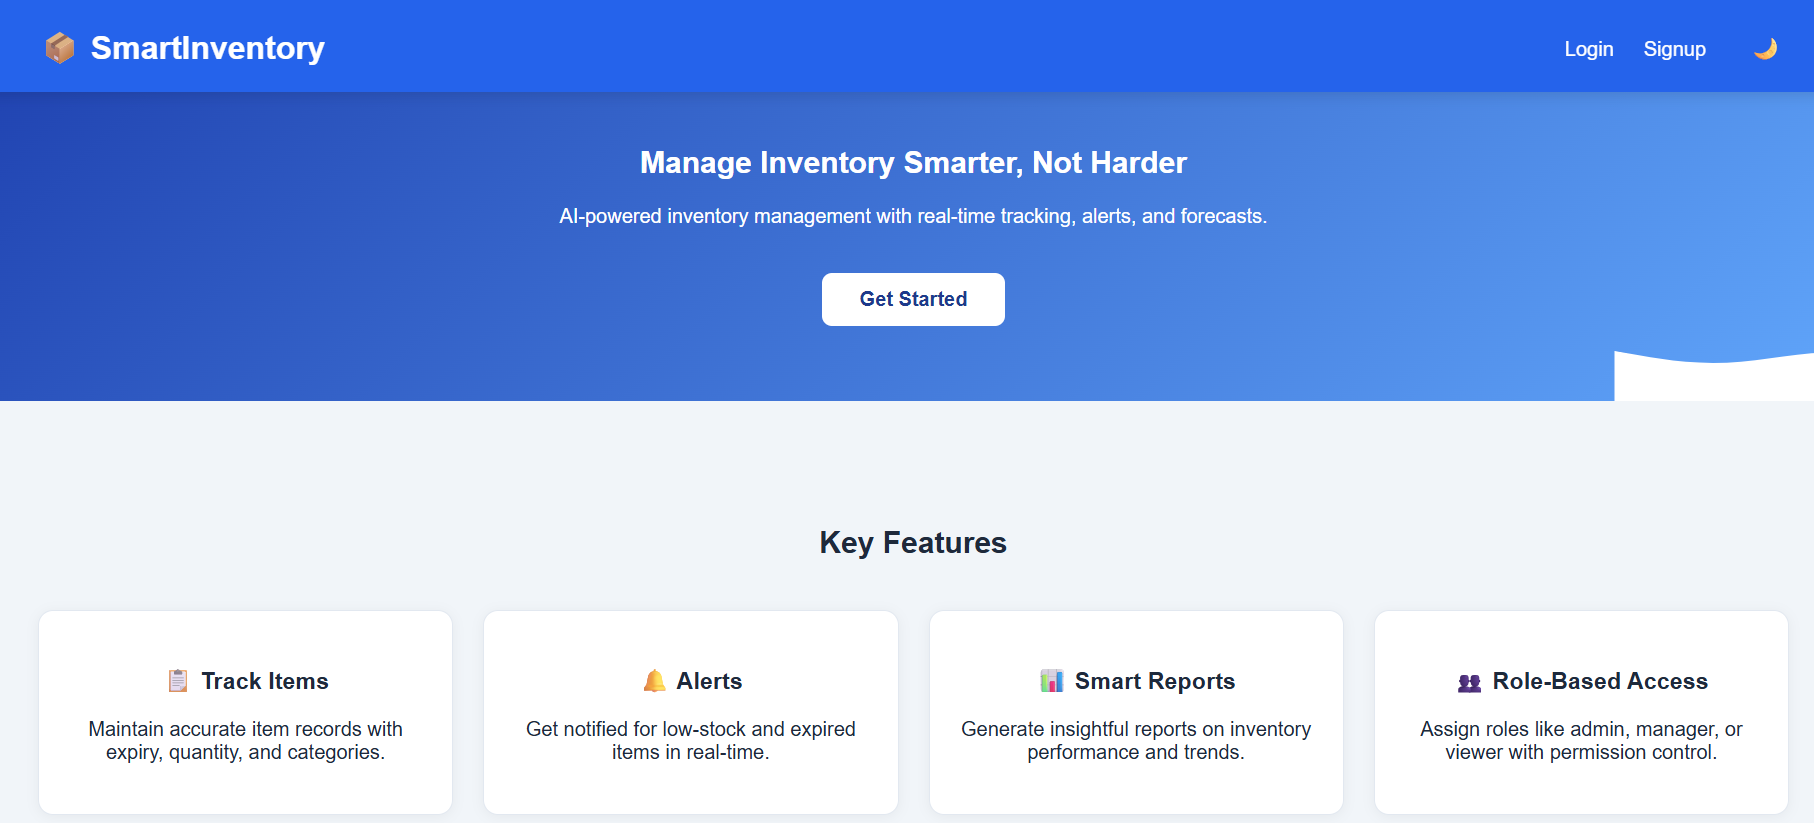 SmartInventory
Login
Signup
Manage Inventory Smarter, Not Harder
AI-powered inventory management with real-time tracking, alerts, and forecasts.
Get Started
Key Features
Track Items
Maintain accurate item records with
expiry, quantity, and categories.
Alerts
Get notified for low-stock and expired
items in real-time.
Smart Reports
Generate insightful reports on inventory
performance and trends.
Role-Based Access
Assign roles like admin, manager, or
viewer with permission control.